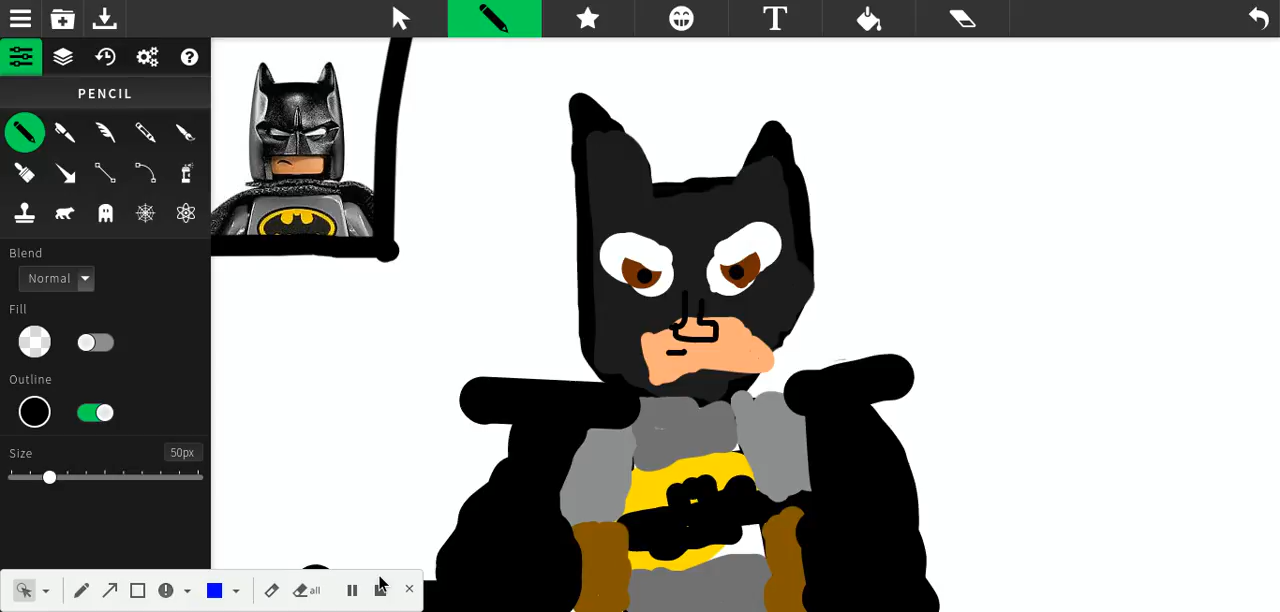 T
PENCIL
Blend
Normal
Fill
Outline
Size
50px
all